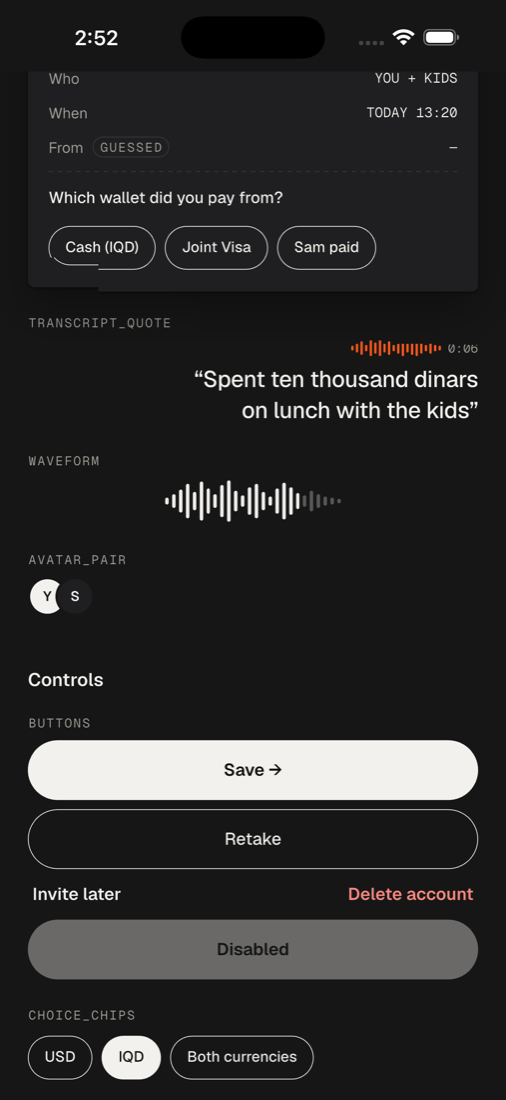 2:52
Who YOU + KIDS
When TODAY 13:20
From GUESSED —
Which wallet did you pay from?
Cash (IQD) Joint Visa Sam paid
TRANSCRIPT_QUOTE
0:06
“Spent ten thousand dinars
on lunch with the kids”
WAVEFORM
AVATAR_PAIR
Y S
Controls
BUTTONS
Save →
Retake
Invite later Delete account
Disabled
CHOICE_CHIPS
USD IQD Both currencies